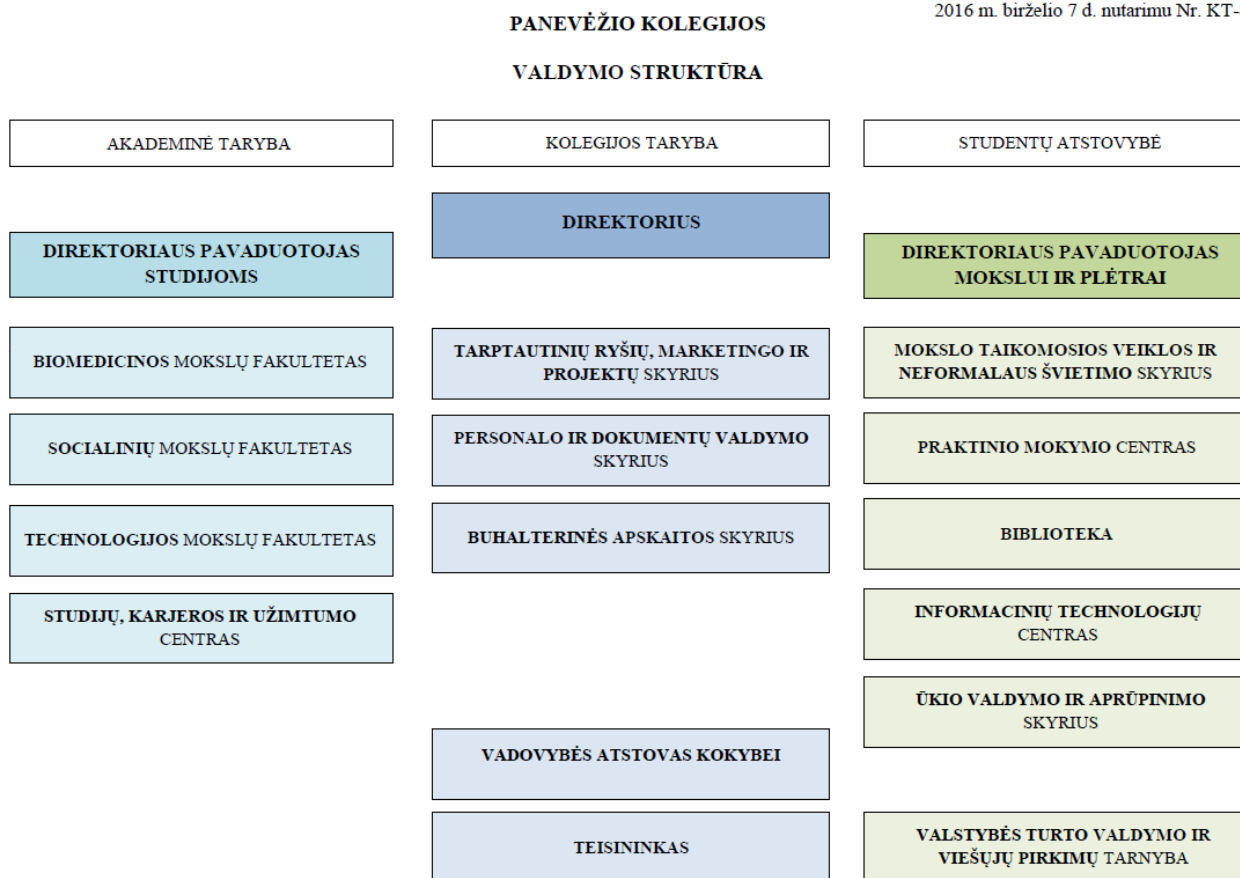 2016 m. birželio 7 d. nutarimu Nr. KT-
PANEVĖŽIO KOLEGIJOS
VALDYMO STRUKTŪRA
AKADEMINĖ TARYBA
KOLEGIJOS TARYBA
STUDENTŲ ATSTOVYBĖ
DIREKTORIUS
DIREKTORIAUS PAVADUOTOJAS
STUDIJOMS
DIREKTORIAUS PAVADUOTOJAS
MOKSLUI IR PLĖTRAI
BIOMEDICINOS MOKSLŲ FAKULTETAS
TARPTAUTINIŲ RYŠIŲ, MARKETINGO IR
PROJEKTŲ SKYRIUS
MOKSLO TAIKOMOSIOS VEIKLOS IR
NEFORMALAUS ŠVIETIMO SKYRIUS
SOCIALINIŲ MOKSLŲ FAKULTETAS
PERSONALO IR DOKUMENTŲ VALDYMO
SKYRIUS
PRAKTINIO MOKYMO CENTRAS
TECHNOLOGIJOS MOKSLŲ FAKULTETAS
BUHALTERINĖS APSKAITOS SKYRIUS
BIBLIOTEKA
STUDIJŲ, KARJEROS IR UŽIMTUMO
CENTRAS
INFORMACINIŲ TECHNOLOGIJŲ
CENTRAS
ŪKIO VALDYMO IR APRŪPINIMO
SKYRIUS
VADOVYBĖS ATSTOVAS KOKYBEI
TEISININKAS
VALSTYBĖS TURTO VALDYMO IR
VIEŠŲJŲ PIRKIMŲ TARNYBA